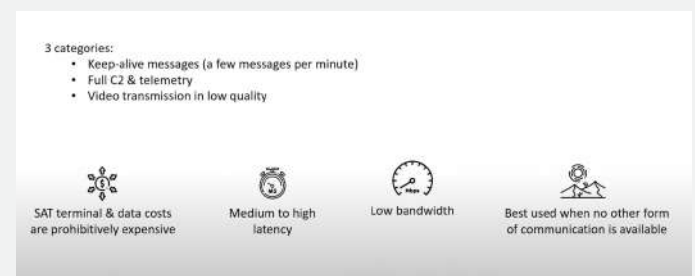 3 categories:
• Keep-alive messages (a few messages per minute)
• Full C2 & telemetry
• Video transmission in low quality
SAT terminal & data costs
are prohibitively expensive
Medium to high
latency
Low bandwidth
Best used when no other form
of communication is available